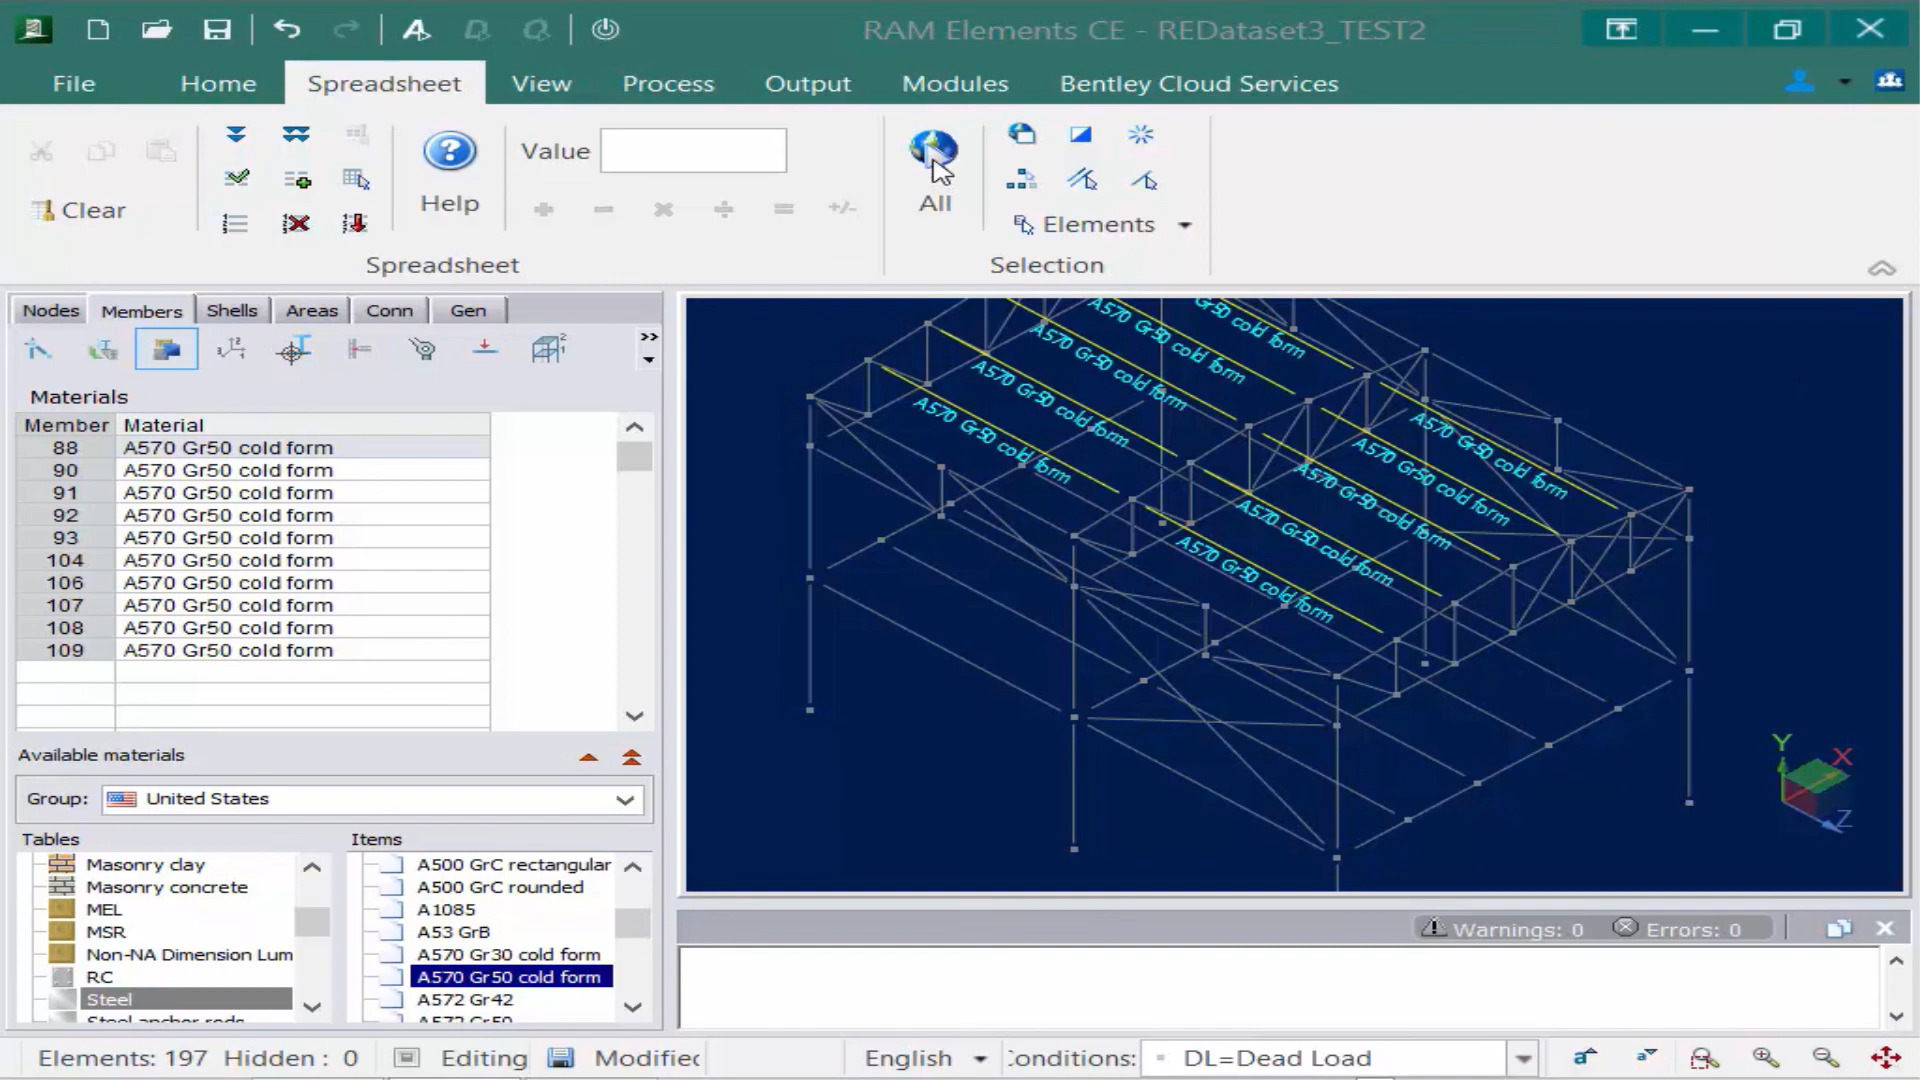 RAM Elements CE - REDataset3_TEST2
File Home Spreadsheet View Process Output Modules Bentley Cloud Services
Clear
Help
Value
All
Elements
Spreadsheet
Selection
Nodes Members Shells Areas Conn Gen
Materials
Member Material
88 A570 Gr50 cold form
90 A570 Gr50 cold form
91 A570 Gr50 cold form
92 A570 Gr50 cold form
93 A570 Gr50 cold form
104 A570 Gr50 cold form
106 A570 Gr50 cold form
107 A570 Gr50 cold form
108 A570 Gr50 cold form
109 A570 Gr50 cold form
Available materials
Group: United States
Tables
Masonry clay
Masonry concrete
MEL
MSR
Non-NA Dimension Lum
RC
Steel
Steel anchor rods
Items
A500 GrC rectangular
A500 GrC rounded
A1085
A53 GrB
A570 Gr30 cold form
A570 Gr50 cold form
A572 Gr42
A572 Gr50
Gr50 cold form
A570 Gr50 cold form
A570 Gr50 cold form
A570 Gr50 cold form
A570 Gr50 cold form
A570 Gr50 cold form
A570 Gr50 cold form
A570 Gr50 cold form
A570 Gr50 cold form
A570 Gr50 cold form
Y X
Z
Warnings: 0 Errors: 0
Elements: 197 Hidden : 0 Editing Modified English Conditions: DL=Dead Load